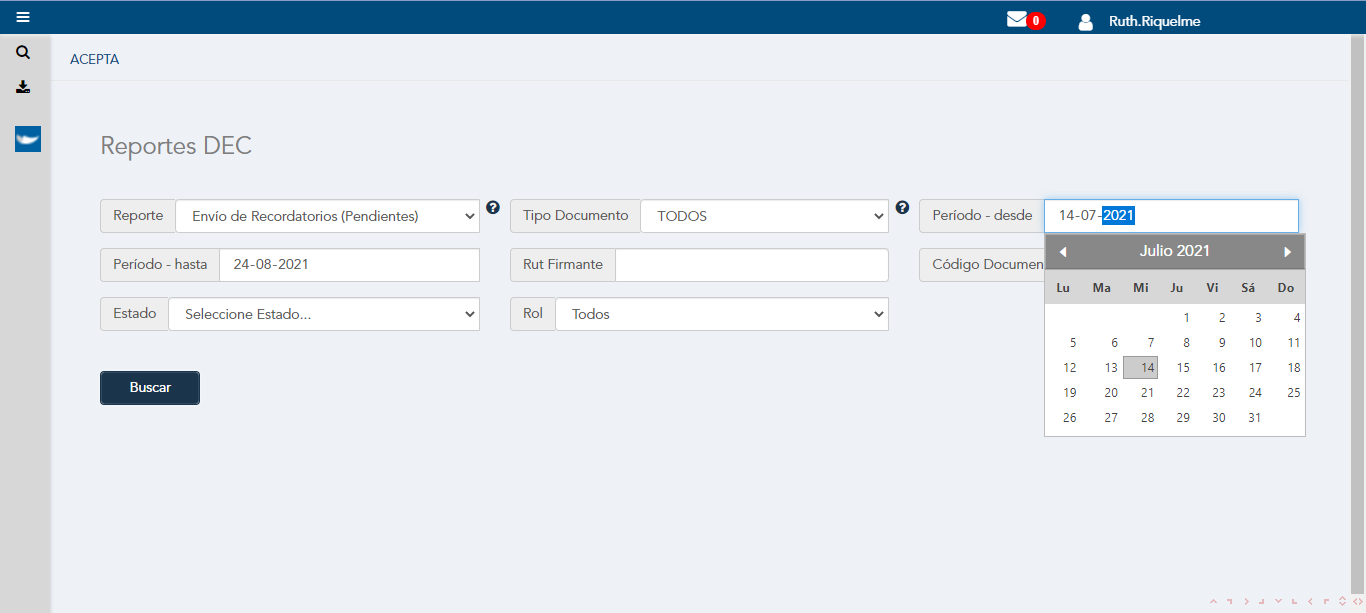 0 Ruth.Riquelme
ACEPTA
Reportes DEC
Reporte Envío de Recordatorios (Pendientes) Tipo Documento TODOS Período - desde 14-07-2021
Período - hasta 24-08-2021 Rut Firmante Código Documen
Estado Seleccione Estado... Rol Todos
Buscar
Julio 2021
Lu Ma Mi Ju Vi Sá Do
1 2 3 4
5 6 7 8 9 10 11
12 13 14 15 16 17 18
19 20 21 22 23 24 25
26 27 28 29 30 31